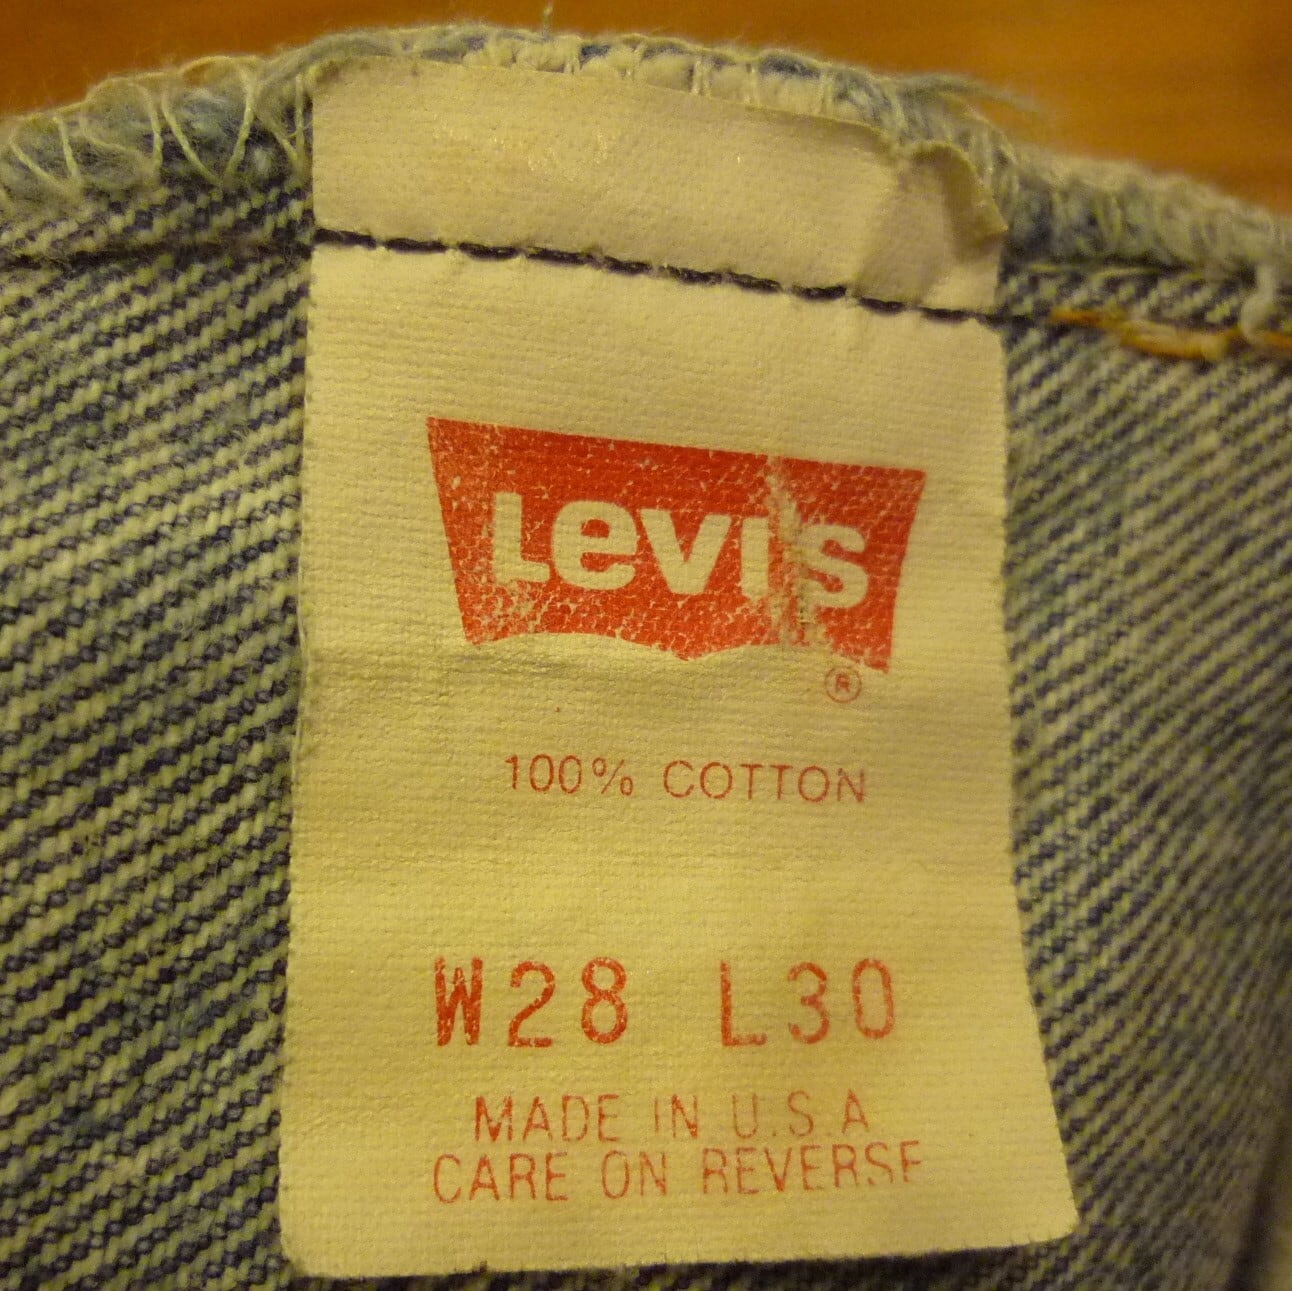 Levi's
®
100% COTTON
W28 L30
MADE IN U.S.A
CARE ON REVERSE